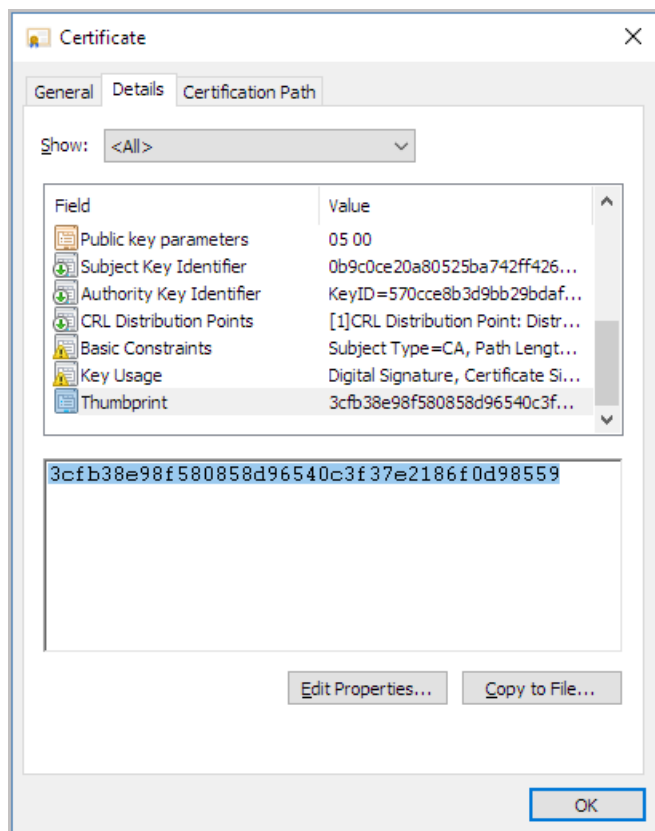 Certificate
General Details Certification Path
Show: <All>
Field Value
Public key parameters 05 00
Subject Key Identifier 0b9c0ce20a80525ba742ff426...
Authority Key Identifier KeyID=570cce8b3d9bb29bdaf...
CRL Distribution Points [1]CRL Distribution Point: Distr...
Basic Constraints Subject Type=CA, Path Lengt...
Key Usage Digital Signature, Certificate Si...
Thumbprint 3cfb38e98f580858d96540c3f...
3cfb38e98f580858d96540c3f37e2186f0d98559
Edit Properties... Copy to File...
OK